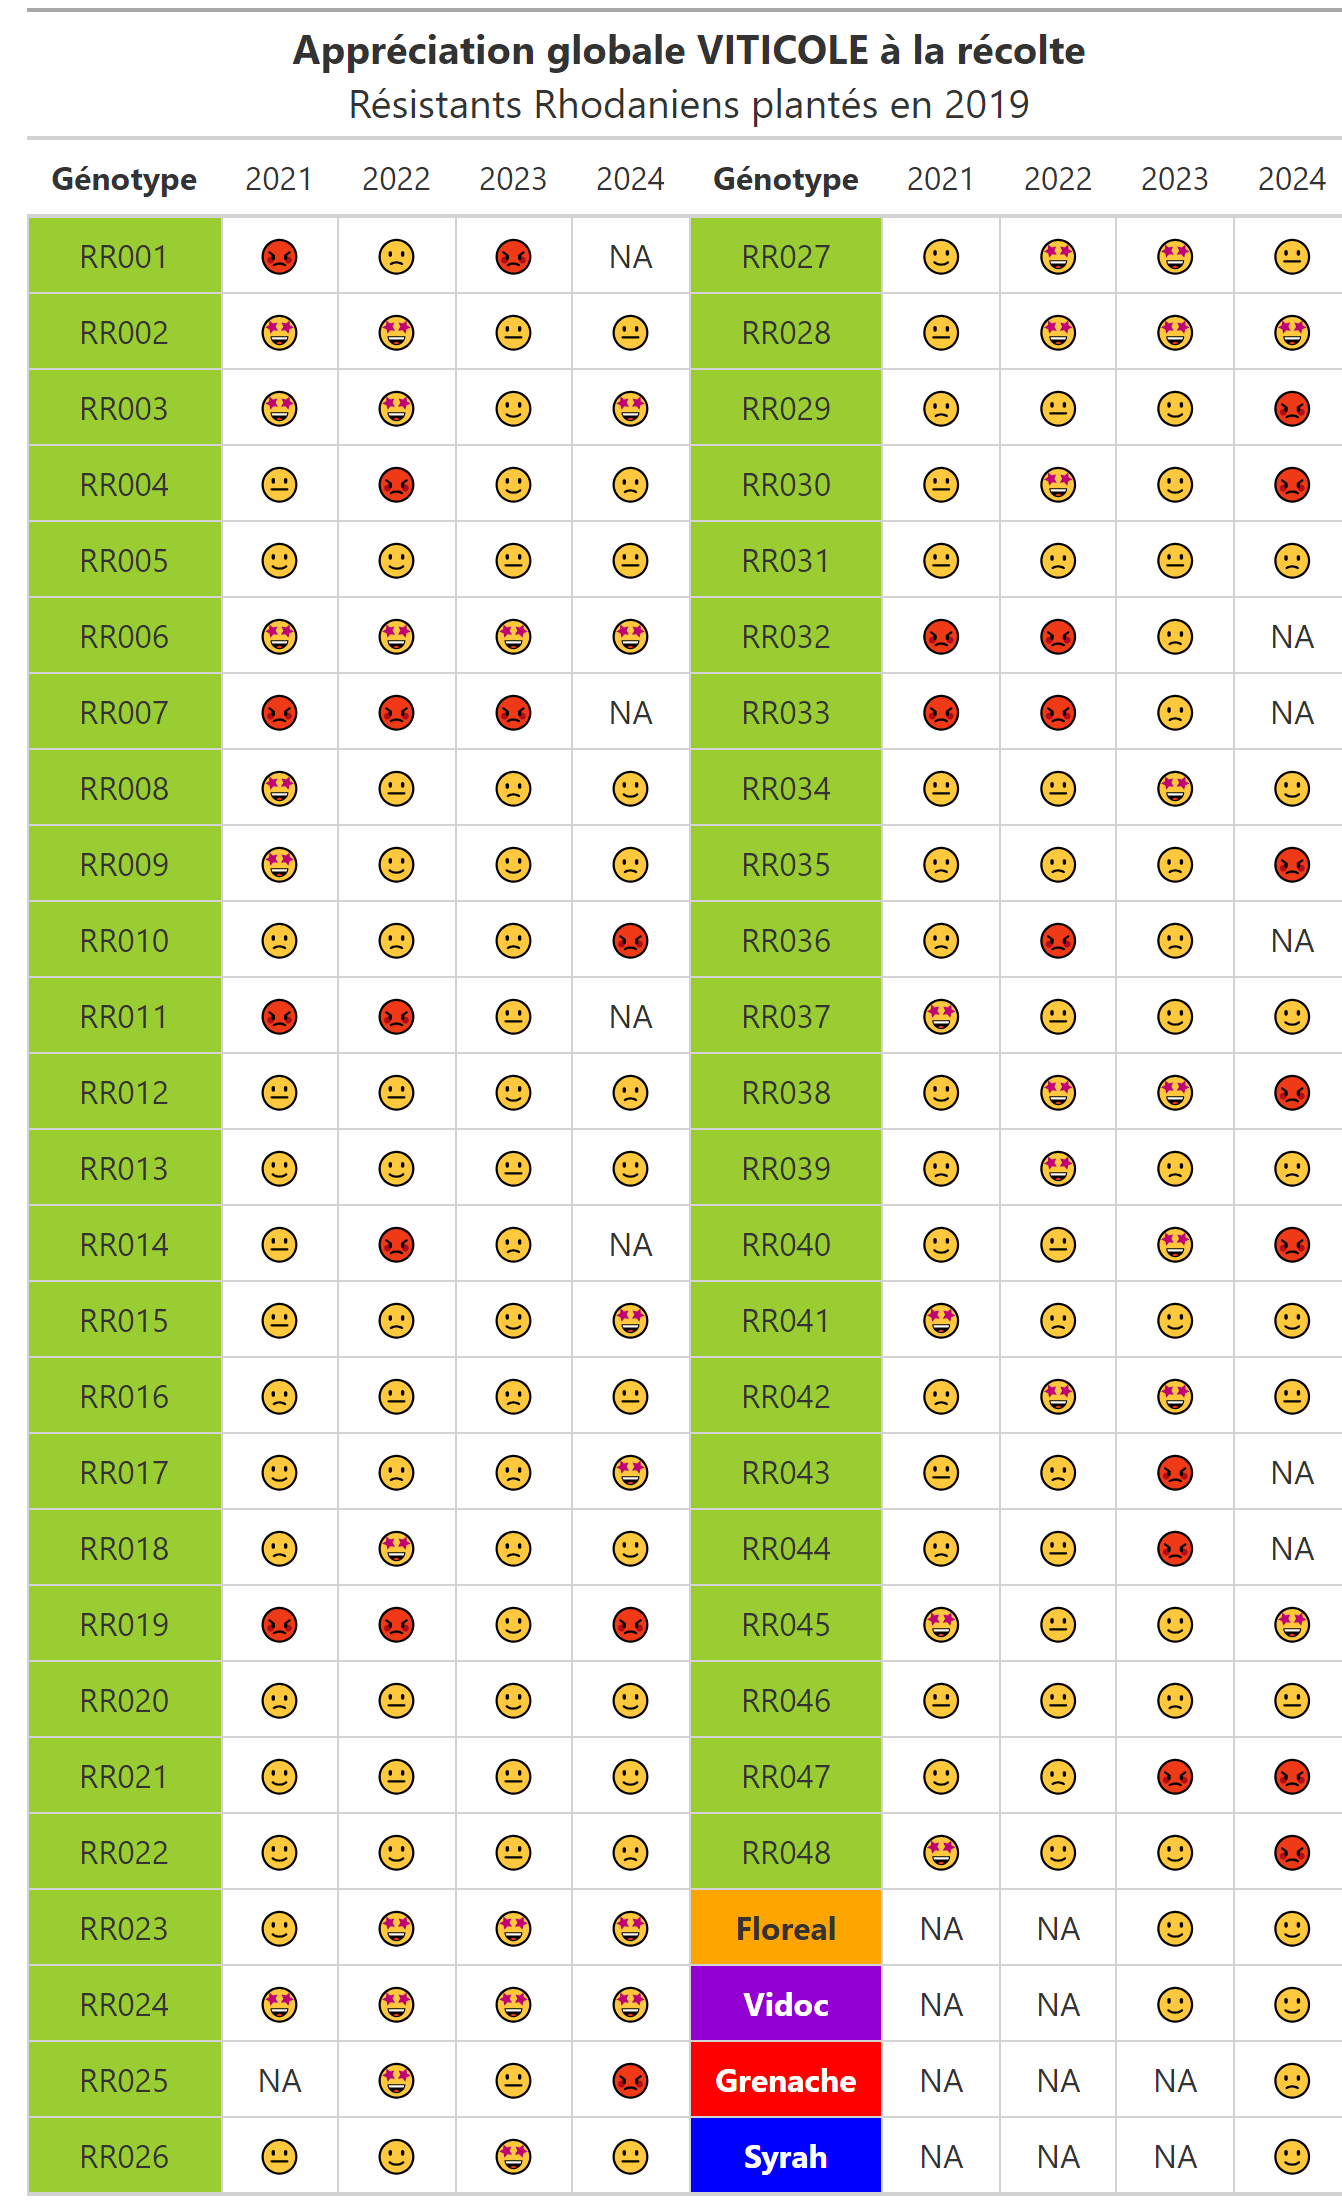 Appréciation globale VITICOLE à la récolte
Résistants Rhodaniens plantés en 2019
Génotype 2021 2022 2023 2024 Génotype 2021 2022 2023 2024
RR001 NA RR027
RR002 RR028
RR003 RR029
RR004 RR030
RR005 RR031
RR006 RR032 NA
RR007 NA RR033 NA
RR008 RR034
RR009 RR035
RR010 RR036 NA
RR011 NA RR037
RR012 RR038
RR013 RR039
RR014 NA RR040
RR015 RR041
RR016 RR042
RR017 RR043 NA
RR018 RR044 NA
RR019 RR045
RR020 RR046
RR021 RR047
RR022 RR048
RR023 Floreal NA NA
RR024 Vidoc NA NA
RR025 NA Grenache NA NA NA
RR026 Syrah NA NA NA